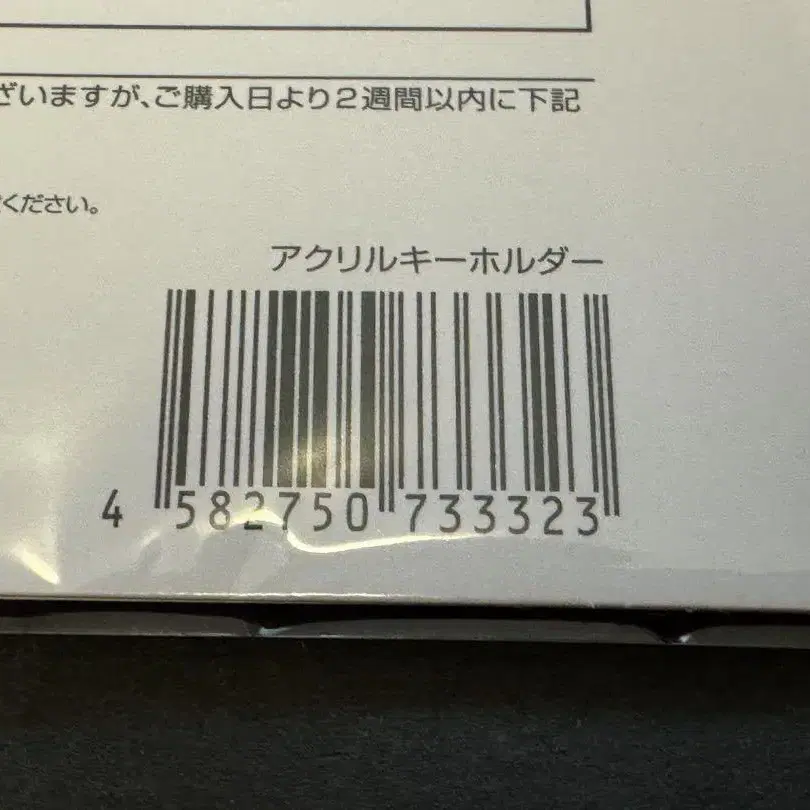 ざいますが、ご購入日より2週間以内に下記
ください。
アクリルキーホルダー
4 582750 733323